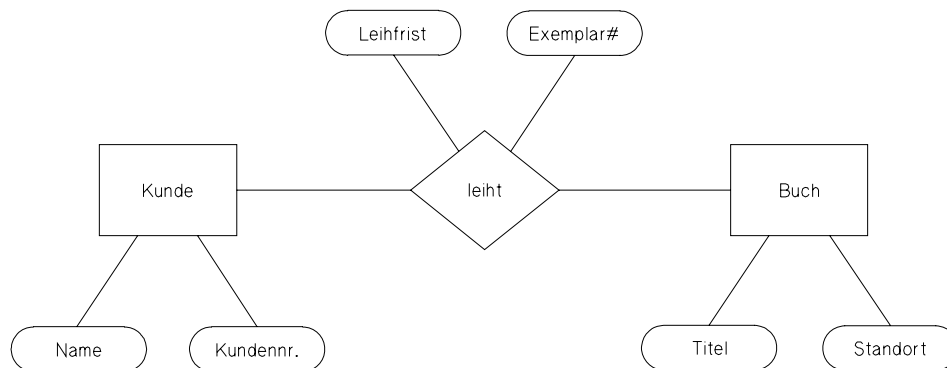 Leihfrist
Exemplar#
Kunde
leiht
Buch
Name
Kundennr.
Titel
Standort